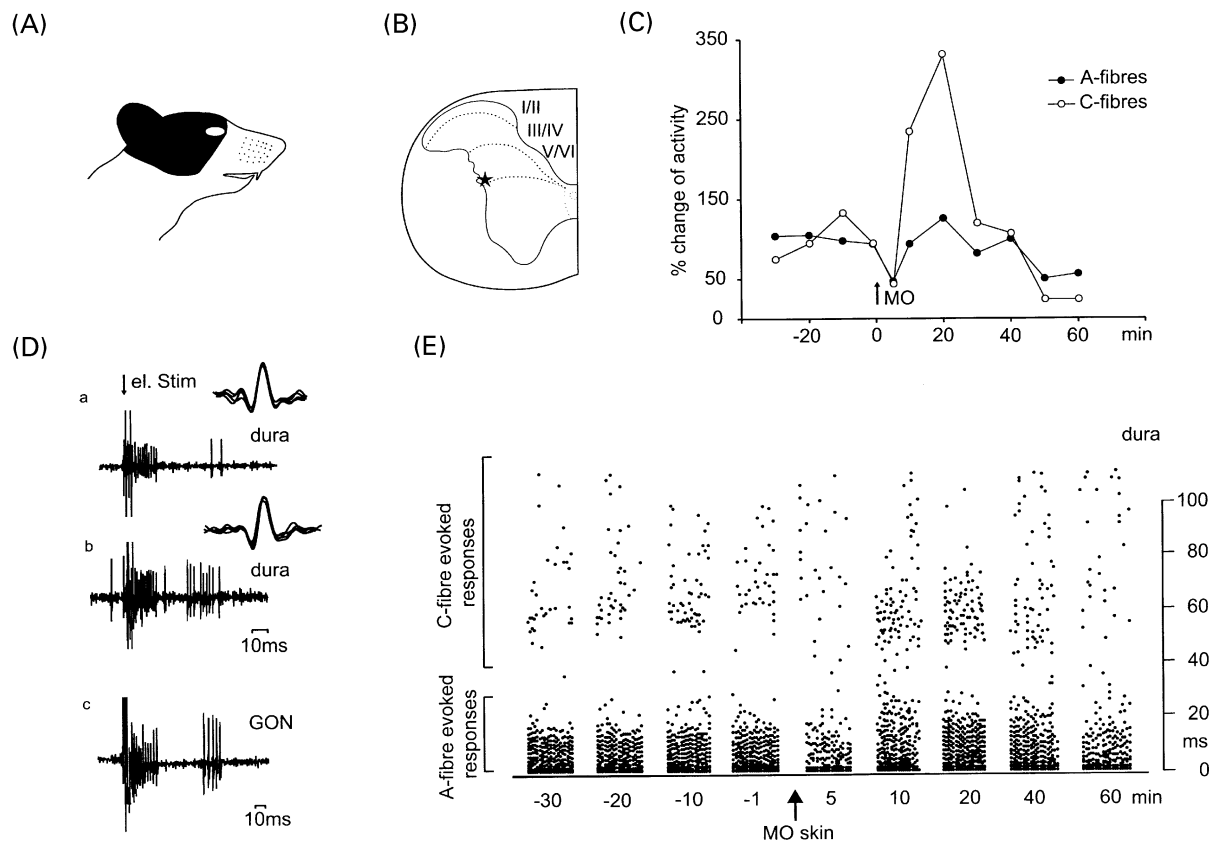 (A)
(B)
I/II
III/IV
V/VI
(C)
350
250
150
50
0
% change of activity
A-fibres
C-fibres
MO
-20 0 20 40 60 min
(D)
a
el. Stim
dura
b
dura
10ms
c
GON
10ms
(E)
dura
C-fibre evoked
responses
A-fibre evoked
responses
100
80
60
40
20
ms
0
-30 -20 -10 -1 5 10 20 40 60 min
MO skin